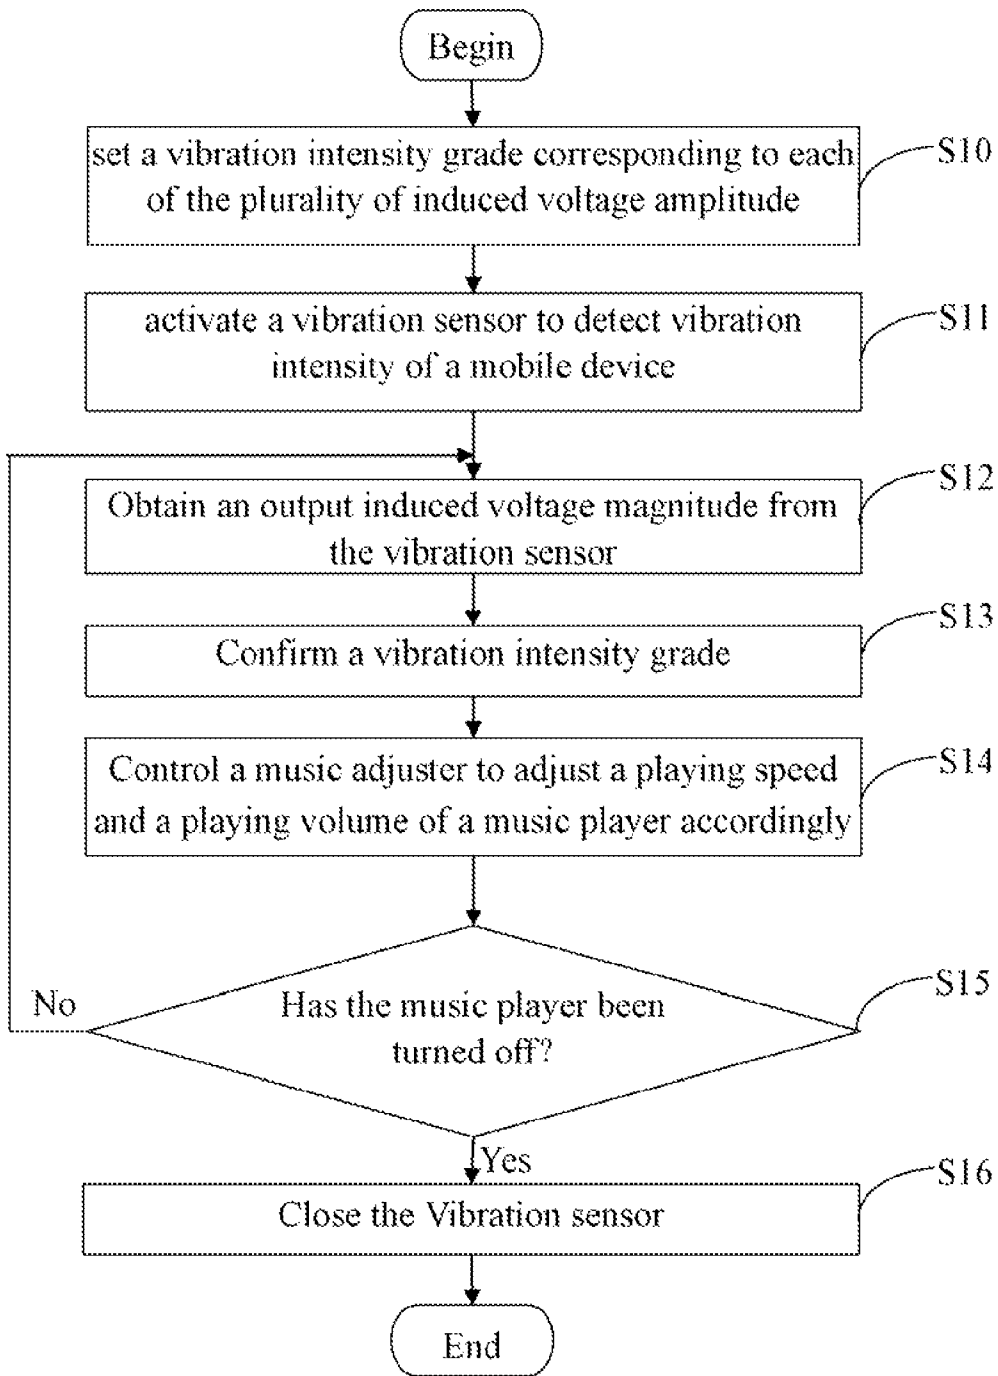 Begin
set a vibration intensity grade corresponding to each
of the plurality of induced voltage amplitude
S10
activate a vibration sensor to detect vibration
intensity of a mobile device
S11
Obtain an output induced voltage magnitude from
the vibration sensor
S12
Confirm a vibration intensity grade
S13
Control a music adjuster to adjust a playing speed
and a playing volume of a music player accordingly
S14
Has the music player been
turned off?
S15
No
Yes
Close the Vibration sensor
S16
End